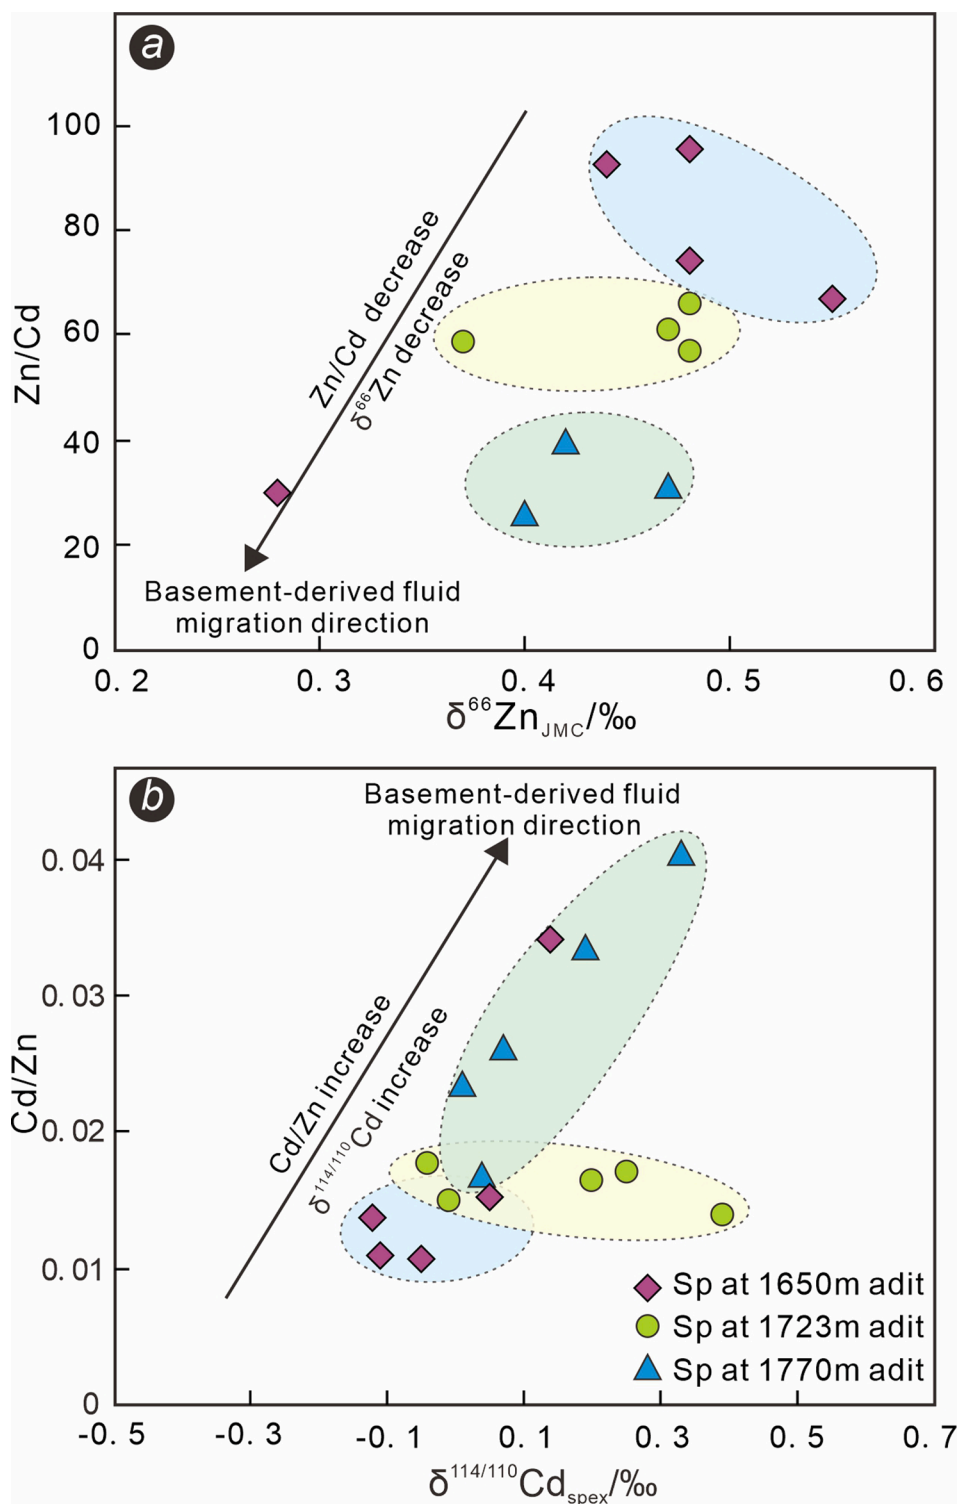 a
100
80
60
40
20
0
Zn/Cd
Zn/Cd decrease
δ⁶⁶Zn decrease
Basement-derived fluid
migration direction
0.2 0.3 0.4 0.5 0.6
δ⁶⁶Zn_JMC/‰
b
Basement-derived fluid
migration direction
0.04
0.03
0.02
0.01
0
Cd/Zn
Cd/Zn increase
δ¹¹⁴/¹¹⁰Cd increase
Sp at 1650m adit
Sp at 1723m adit
Sp at 1770m adit
-0.5 -0.3 -0.1 0.1 0.3 0.5 0.7
δ¹¹⁴/¹¹⁰Cd_spex/‰